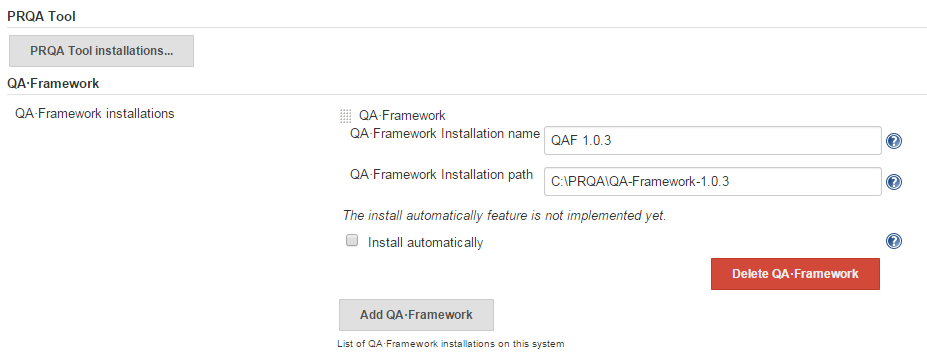 PRQA Tool
PRQA Tool installations...
QA·Framework
QA·Framework installations
QA·Framework
QA·Framework Installation name
QAF 1.0.3
QA·Framework Installation path
C:\PRQA\QA-Framework-1.0.3
The install automatically feature is not implemented yet.
Install automatically
Delete QA·Framework
Add QA·Framework
List of QA·Framework installations on this system